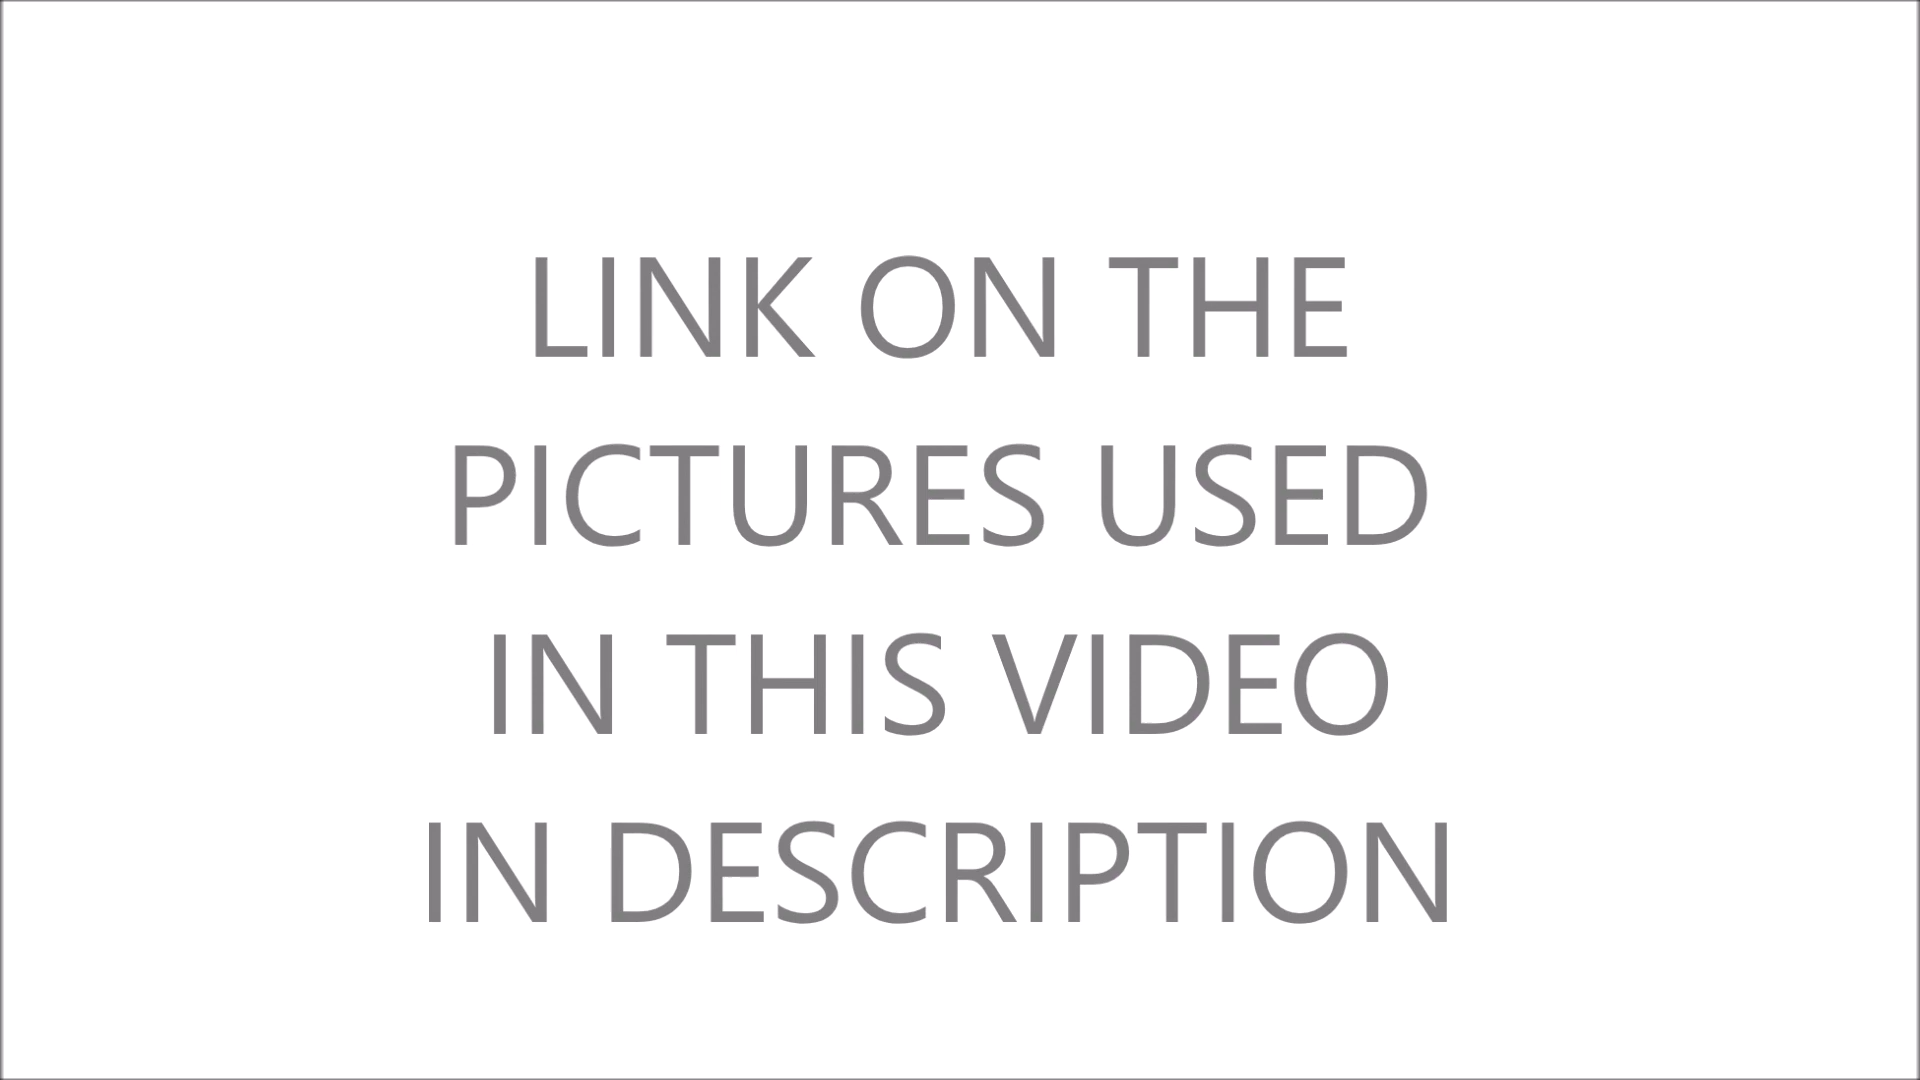 LINK ON THE
PICTURES USED
IN THIS VIDEO
IN DESCRIPTION